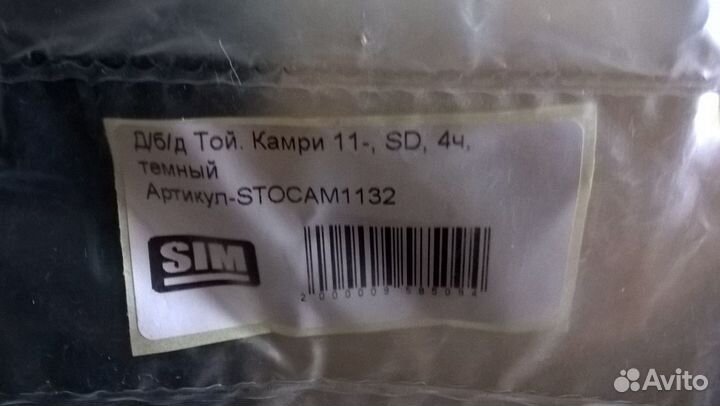 Д/б/д Той. Камри 11-, SD, 4ч,
темный
Артикул-STOCAM1132
SIM
Avito